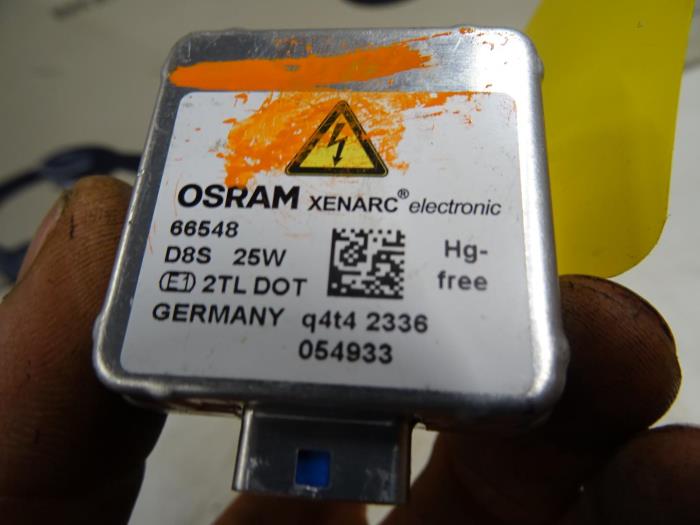 OSRAM XENARC® electronic
66548
D8S 25W
Hg-
free
E1 2TL DOT
GERMANY q4t4 2336
054933